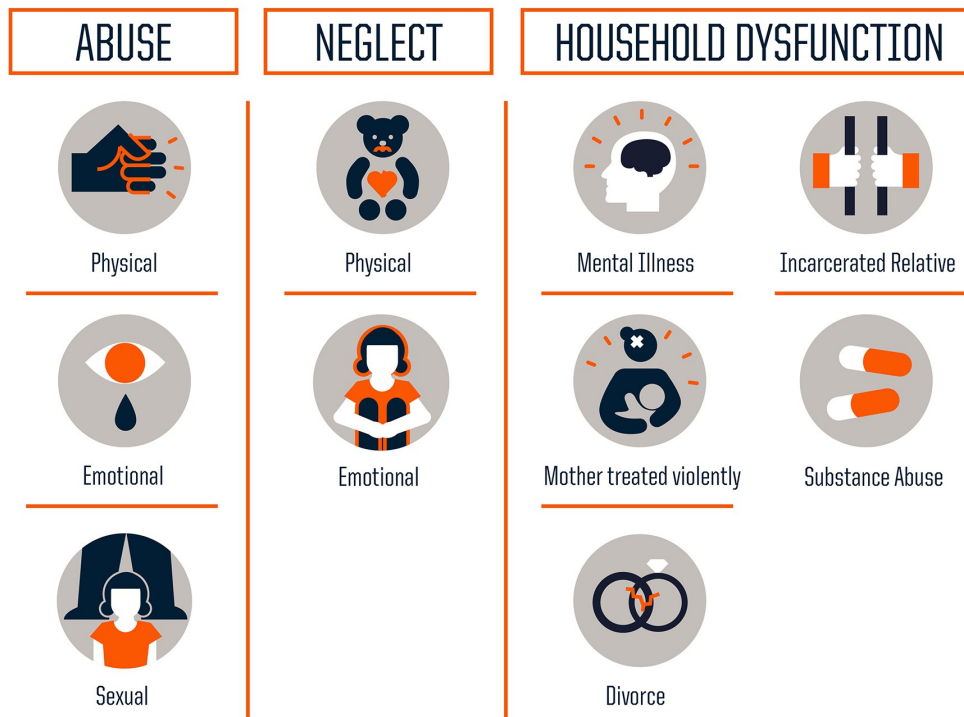 ABUSE
Physical
Emotional
Sexual
NEGLECT
Physical
Emotional
HOUSEHOLD DYSFUNCTION
Mental Illness
Incarcerated Relative
Mother treated violently
Substance Abuse
Divorce